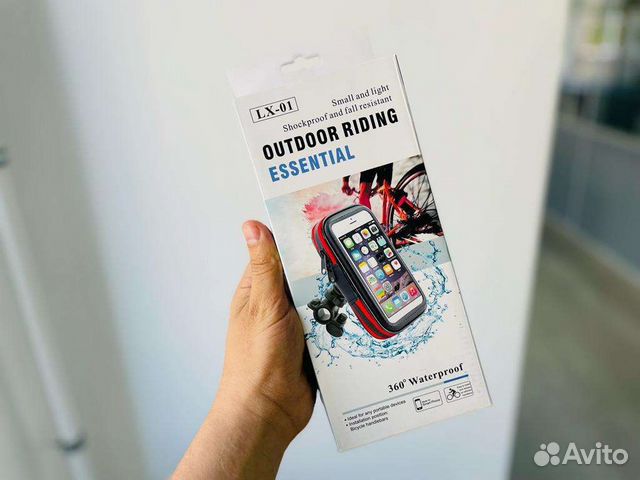 LX-01
Small and light
Shockproof and fall resistant
OUTDOOR RIDING
ESSENTIAL
360° Waterproof
• Ideal for any portable devices
• Installation position:
Bicycle handlebars
Avito